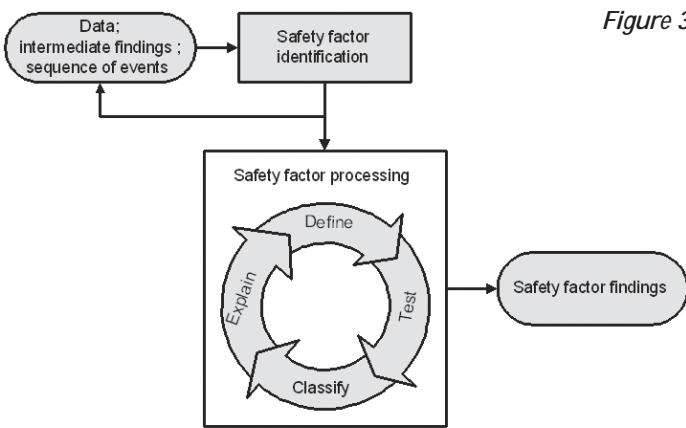 Figure 3
Data;
intermediate findings ;
sequence of events
Safety factor
identification
Safety factor processing
Define
Test
Classify
Explain
Safety factor findings